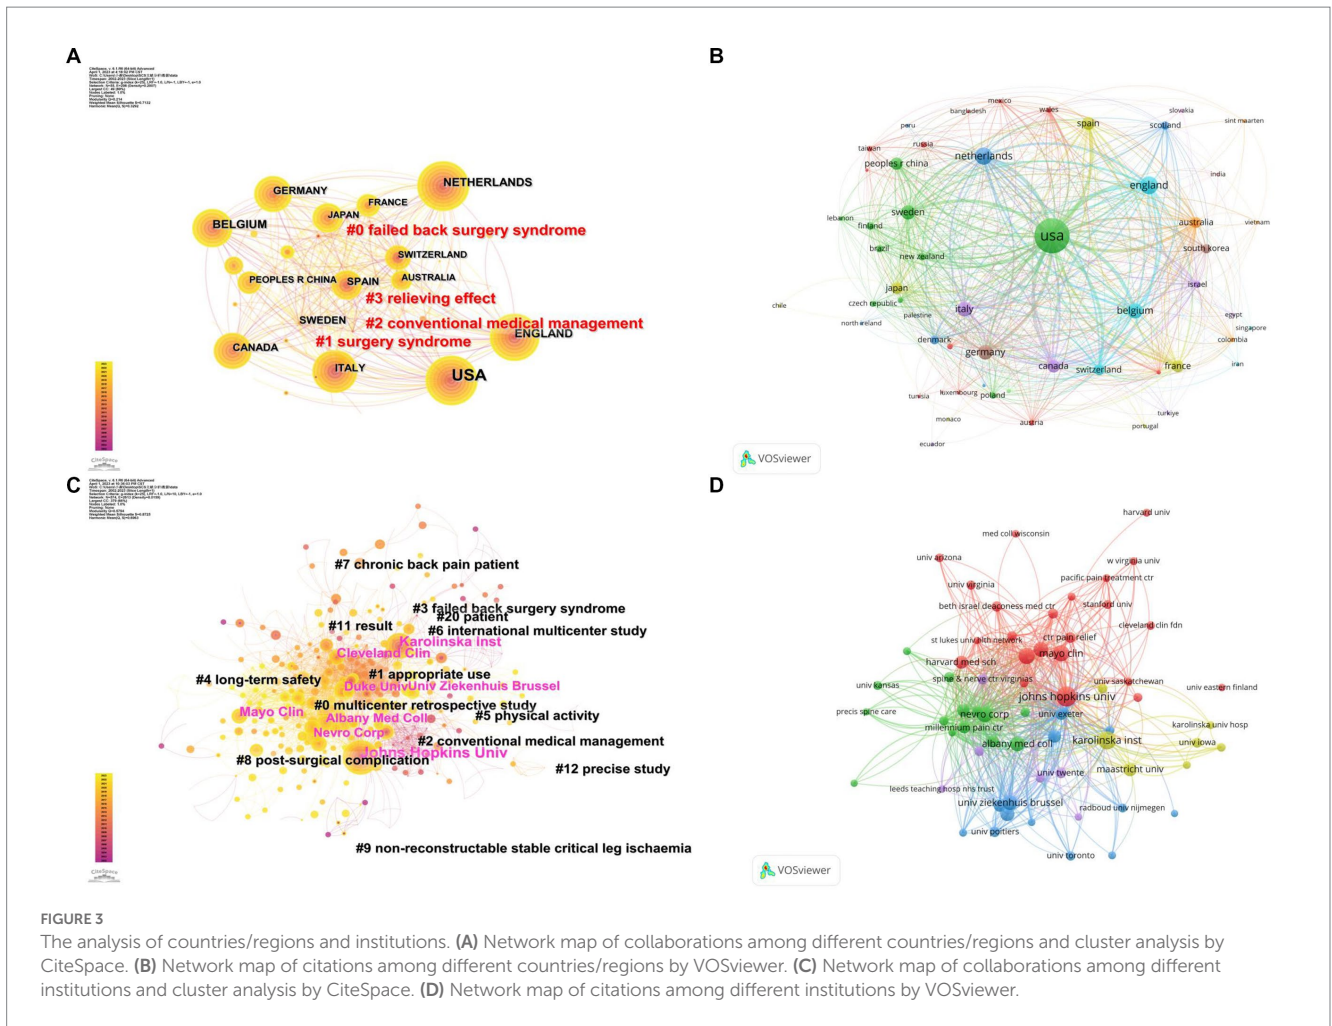 A
CiteSpace, v. 6.1.R6 (64-bit) Advanced
NETHERLANDS
GERMANY
FRANCE
JAPAN
BELGIUM
#0 failed back surgery syndrome
SWITZERLAND
PEOPLES R CHINA
SPAIN
AUSTRALIA
#3 relieving effect
SWEDEN
#2 conventional medical management
ENGLAND
#1 surgery syndrome
CANADA
ITALY
USA
CiteSpace
B
mexico
bangladesh
wales
slovakia
peru
spain
scotland
sint maarten
taiwan
russia
peoples r china
netherlands
india
england
lebanon
sweden
finland
australia
vietnam
usa
brazil
new zealand
south korea
japan
israel
chile
czech republic
palestine
italy
belgium
egypt
north ireland
singapore
denmark
colombia
germany
canada
switzerland
france
iran
tunisia
luxembourg
poland
monaco
austria
portugal
turkiye
ecuador
VOSviewer
C
#7 chronic back pain patient
#3 failed back surgery syndrome
#20 patient
#11 result
#6 international multicenter study
Karolinska Inst
Cleveland Clin
#1 appropriate use
#4 long-term safety
Duke Univ
Univ Ziekenhuis Brussel
#0 multicenter retrospective study
Mayo Clin
Albany Med Coll
#5 physical activity
Nevro Corp
#2 conventional medical management
Johns Hopkins Univ
#8 post-surgical complication
#12 precise study
#9 non-reconstructable stable critical leg ischaemia
CiteSpace
D
harvard univ
med coll wisconsin
univ arizona
w virginia univ
pacific pain treatment ctr
univ virginia
beth israel deaconess med ctr
stanford univ
cleveland clin fdn
st lukes univ hlth network
ctr pain relief
mayo clin
harvard med sch
spine & nerve ctr virginias
univ saskatchewan
univ kansas
univ eastern finland
johns hopkins univ
precis spine care
nevro corp
univ exeter
millennium pain ctr
karolinska univ hosp
albany med coll
karolinska inst
univ iowa
univ twente
maastricht univ
leeds teaching hosp nhs trust
univ ziekenhuis brussel
radboud univ nijmegen
univ poitiers
univ toronto
VOSviewer
FIGURE 3
The analysis of countries/regions and institutions. (A) Network map of collaborations among different countries/regions and cluster analysis by
CiteSpace. (B) Network map of citations among different countries/regions by VOSviewer. (C) Network map of collaborations among different
institutions and cluster analysis by CiteSpace. (D) Network map of citations among different institutions by VOSviewer.